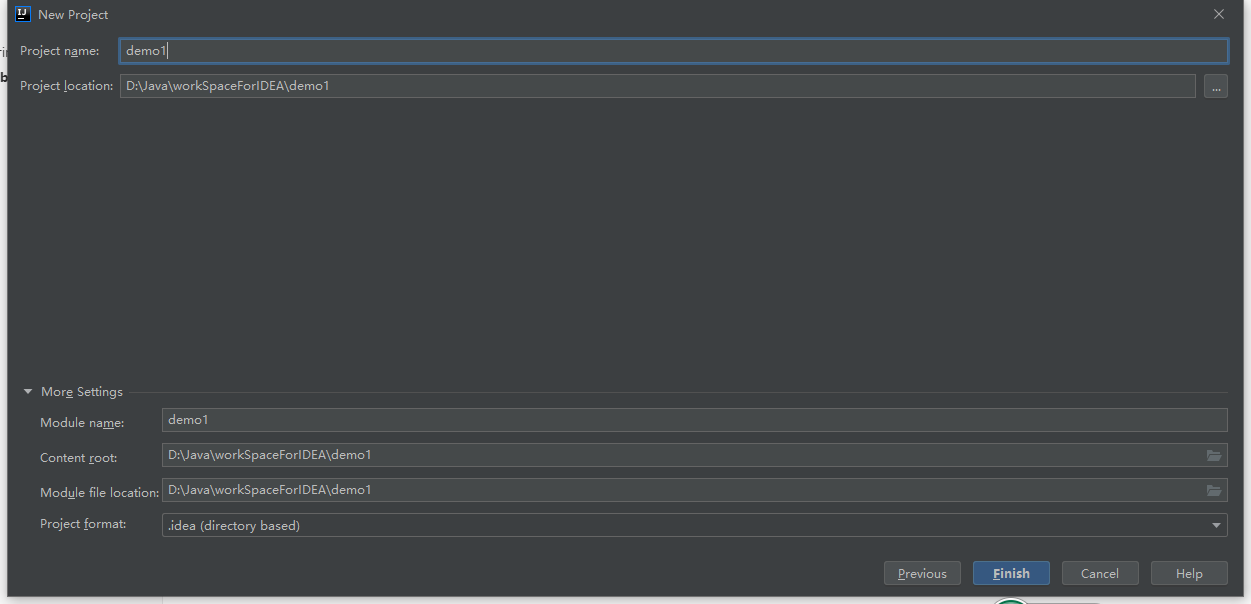 New Project
Project name: demo1
Project location: D:\Java\workSpaceForIDEA\demo1 ...
More Settings
Module name: demo1
Content root: D:\Java\workSpaceForIDEA\demo1
Module file location: D:\Java\workSpaceForIDEA\demo1
Project format: .idea (directory based)
Previous Finish Cancel Help